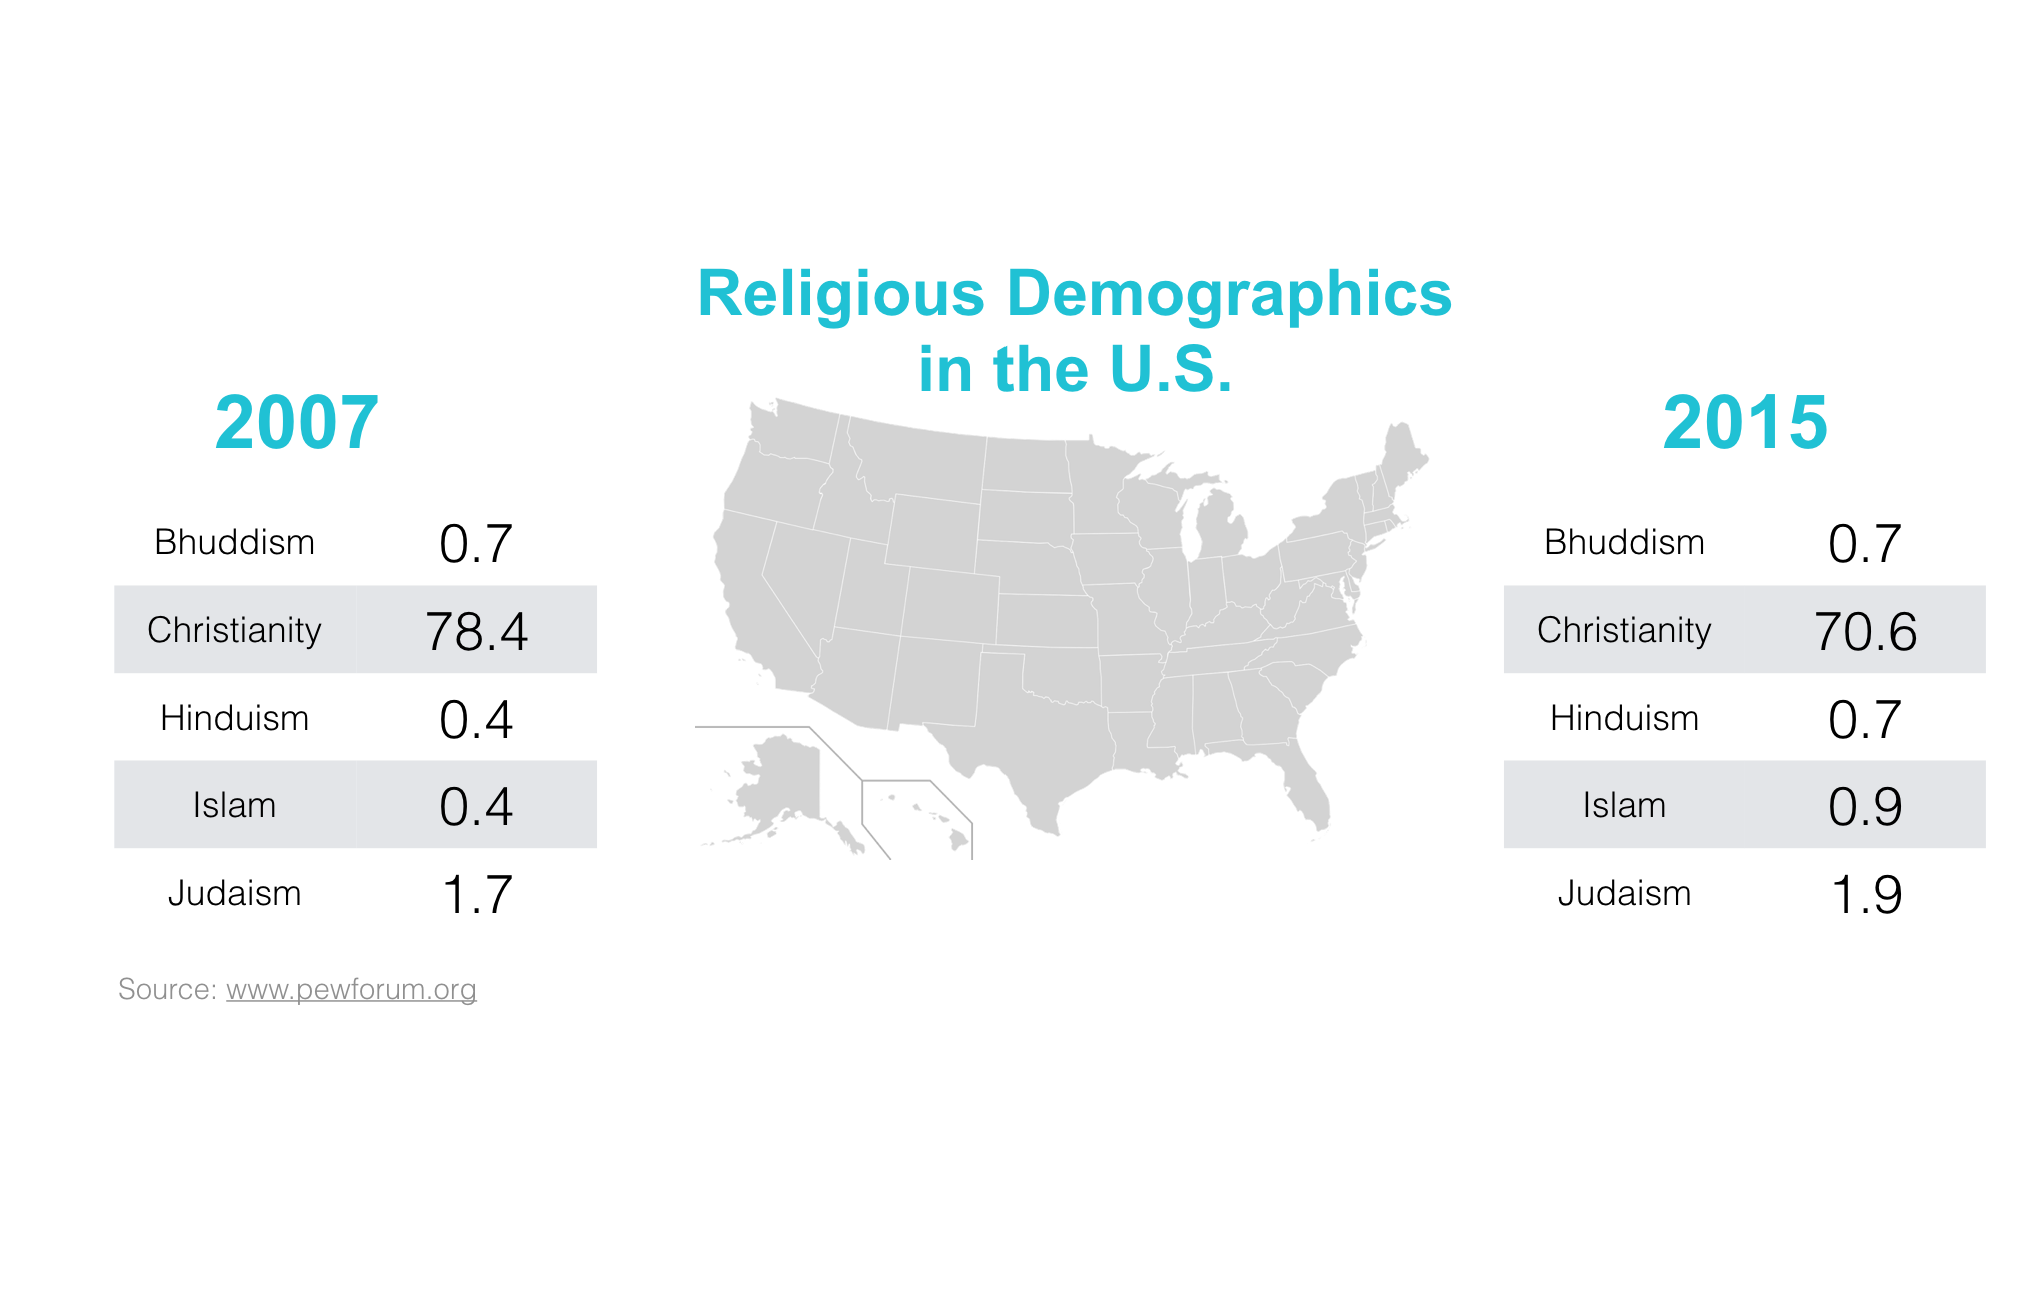 Religious Demographics
in the U.S.
2007
Bhuddism 0.7
Christianity 78.4
Hinduism 0.4
Islam 0.4
Judaism 1.7
Source: www.pewforum.org
2015
Bhuddism 0.7
Christianity 70.6
Hinduism 0.7
Islam 0.9
Judaism 1.9